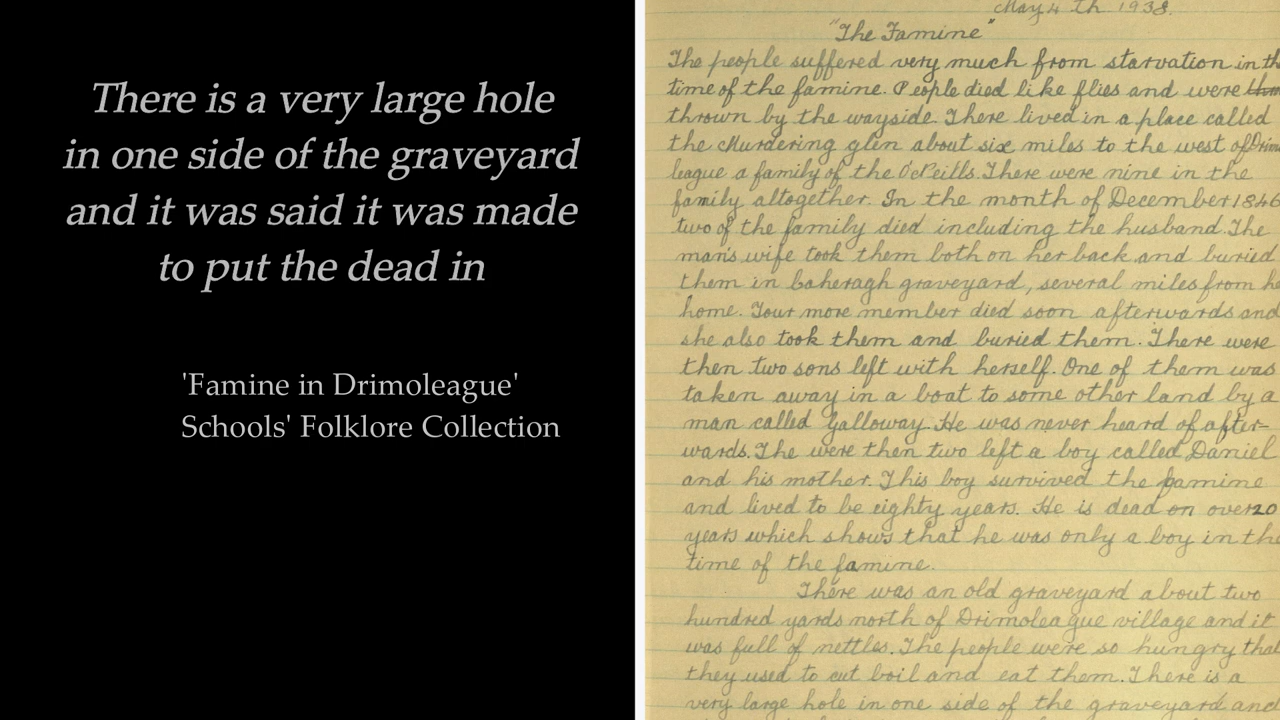 There is a very large hole
in one side of the graveyard
and it was said it was made
to put the dead in
'Famine in Drimoleague'
Schools' Folklore Collection
May 4 th 1938.
"The Famine"
The people suffered very much from starvation in th
time of the famine. People died like flies and were
thrown by the wayside. There lived in a place called
the Murdering glen about six miles to the west of Drim
league a family of the O'Neills. There were nine in the
family altogether. In the month of December 1846
two of the family died including the husband. The
man's wife took them both on her back and buried
them in Caheragh graveyard, several miles from he
home. Four more member died soon afterwards and
she also took them and buried them. There were
then two sons left with herself. One of them was
taken away in a boat to some other land by a
man called Galloway. He was never heard of after-
wards. The were then two left a boy called Daniel
and his mother. This boy survived the famine
and lived to be eighty years. He is dead on over 20
years which shows that he was only a boy in the
time of the famine.
There was an old graveyard about two
hundred yards north of Drimoleague village and it
was full of nettles. The people were so hungry that
they used to cut boil and eat them. There is a
very large hole in one side of the graveyard and